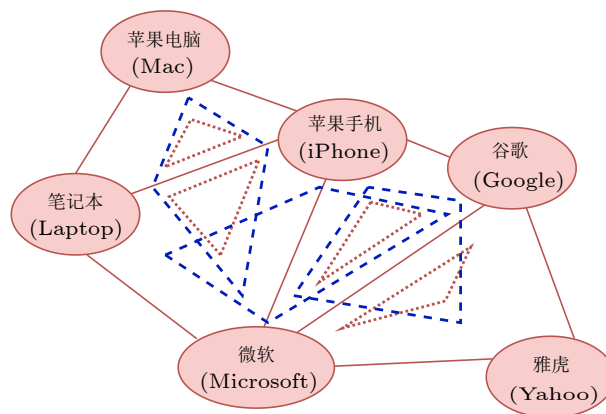 苹果电脑
(Mac)
苹果手机
(iPhone)
谷歌
(Google)
笔记本
(Laptop)
微软
(Microsoft)
雅虎
(Yahoo)